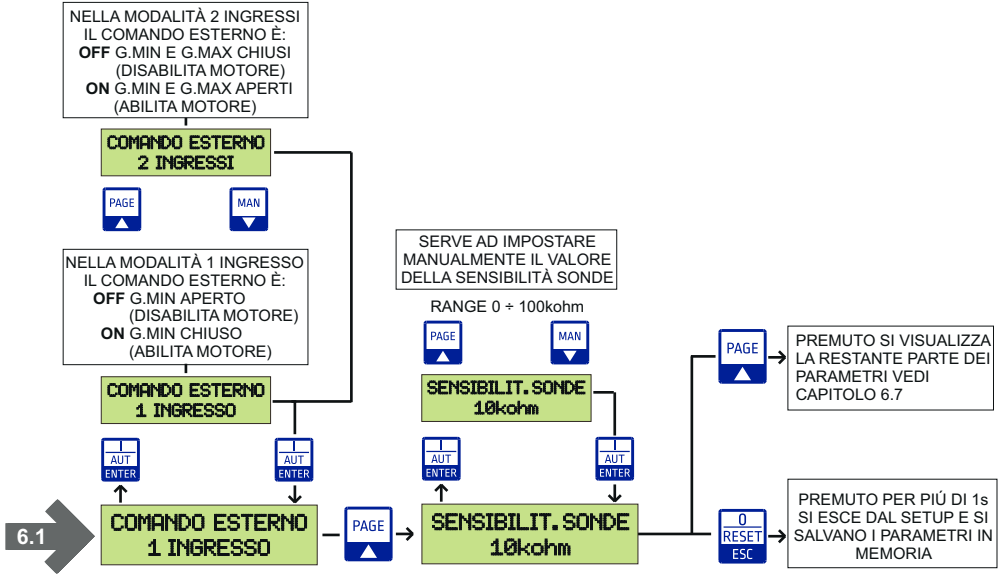 NELLA MODALITÀ 2 INGRESSI
IL COMANDO ESTERNO È:
OFF G.MIN E G.MAX CHIUSI
(DISABILITA MOTORE)
ON G.MIN E G.MAX APERTI
(ABILITA MOTORE)
COMANDO ESTERNO
2 INGRESSI
PAGE
MAN
NELLA MODALITÀ 1 INGRESSO
IL COMANDO ESTERNO È:
OFF G.MIN APERTO
(DISABILITA MOTORE)
ON G.MIN CHIUSO
(ABILITA MOTORE)
COMANDO ESTERNO
1 INGRESSO
I
AUT
ENTER
I
AUT
ENTER
6.1
COMANDO ESTERNO
1 INGRESSO
PAGE
SERVE AD IMPOSTARE
MANUALMENTE IL VALORE
DELLA SENSIBILITÀ SONDE
RANGE 0 ÷ 100kohm
PAGE
MAN
SENSIBILIT.SONDE
10kohm
I
AUT
ENTER
I
AUT
ENTER
SENSIBILIT.SONDE
10kohm
PAGE
PREMUTO SI VISUALIZZA
LA RESTANTE PARTE DEI
PARAMETRI VEDI
CAPITOLO 6.7
0
RESET
ESC
PREMUTO PER PIÚ DI 1s
SI ESCE DAL SETUP E SI
SALVANO I PARAMETRI IN
MEMORIA